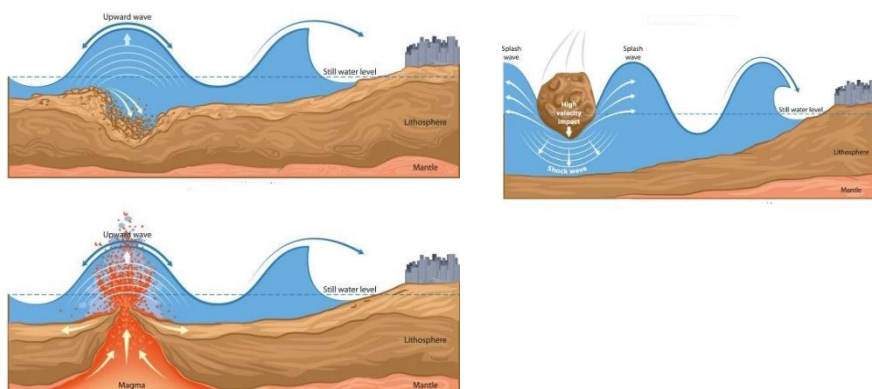 Upward wave
Still water level
Lithosphere
Mantle
Splash wave
Splash wave
High velocity impact
Still water level
Shock wave
Lithosphere
Mantle
Upward wave
Still water level
Lithosphere
Magma
Mantle